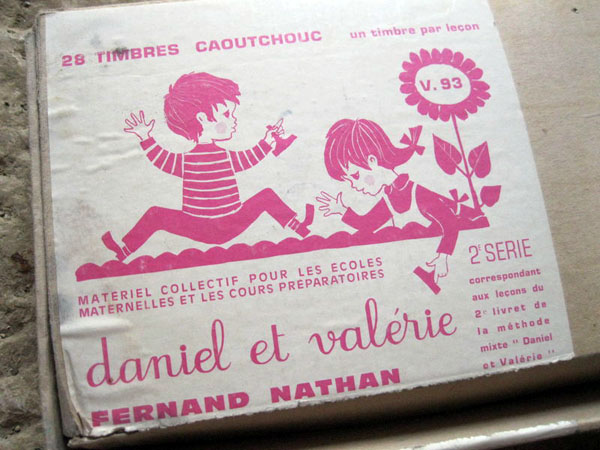 28 TIMBRES CAOUTCHOUC un timbre par leçon
V. 93
MATERIEL COLLECTIF POUR LES ECOLES
MATERNELLES ET LES COURS PRÉPARATOIRES
daniel et valérie
FERNAND NATHAN
2e SERIE
correspondant
aux leçons du
2e livret de
la méthode
mixte " Daniel
et Valérie "